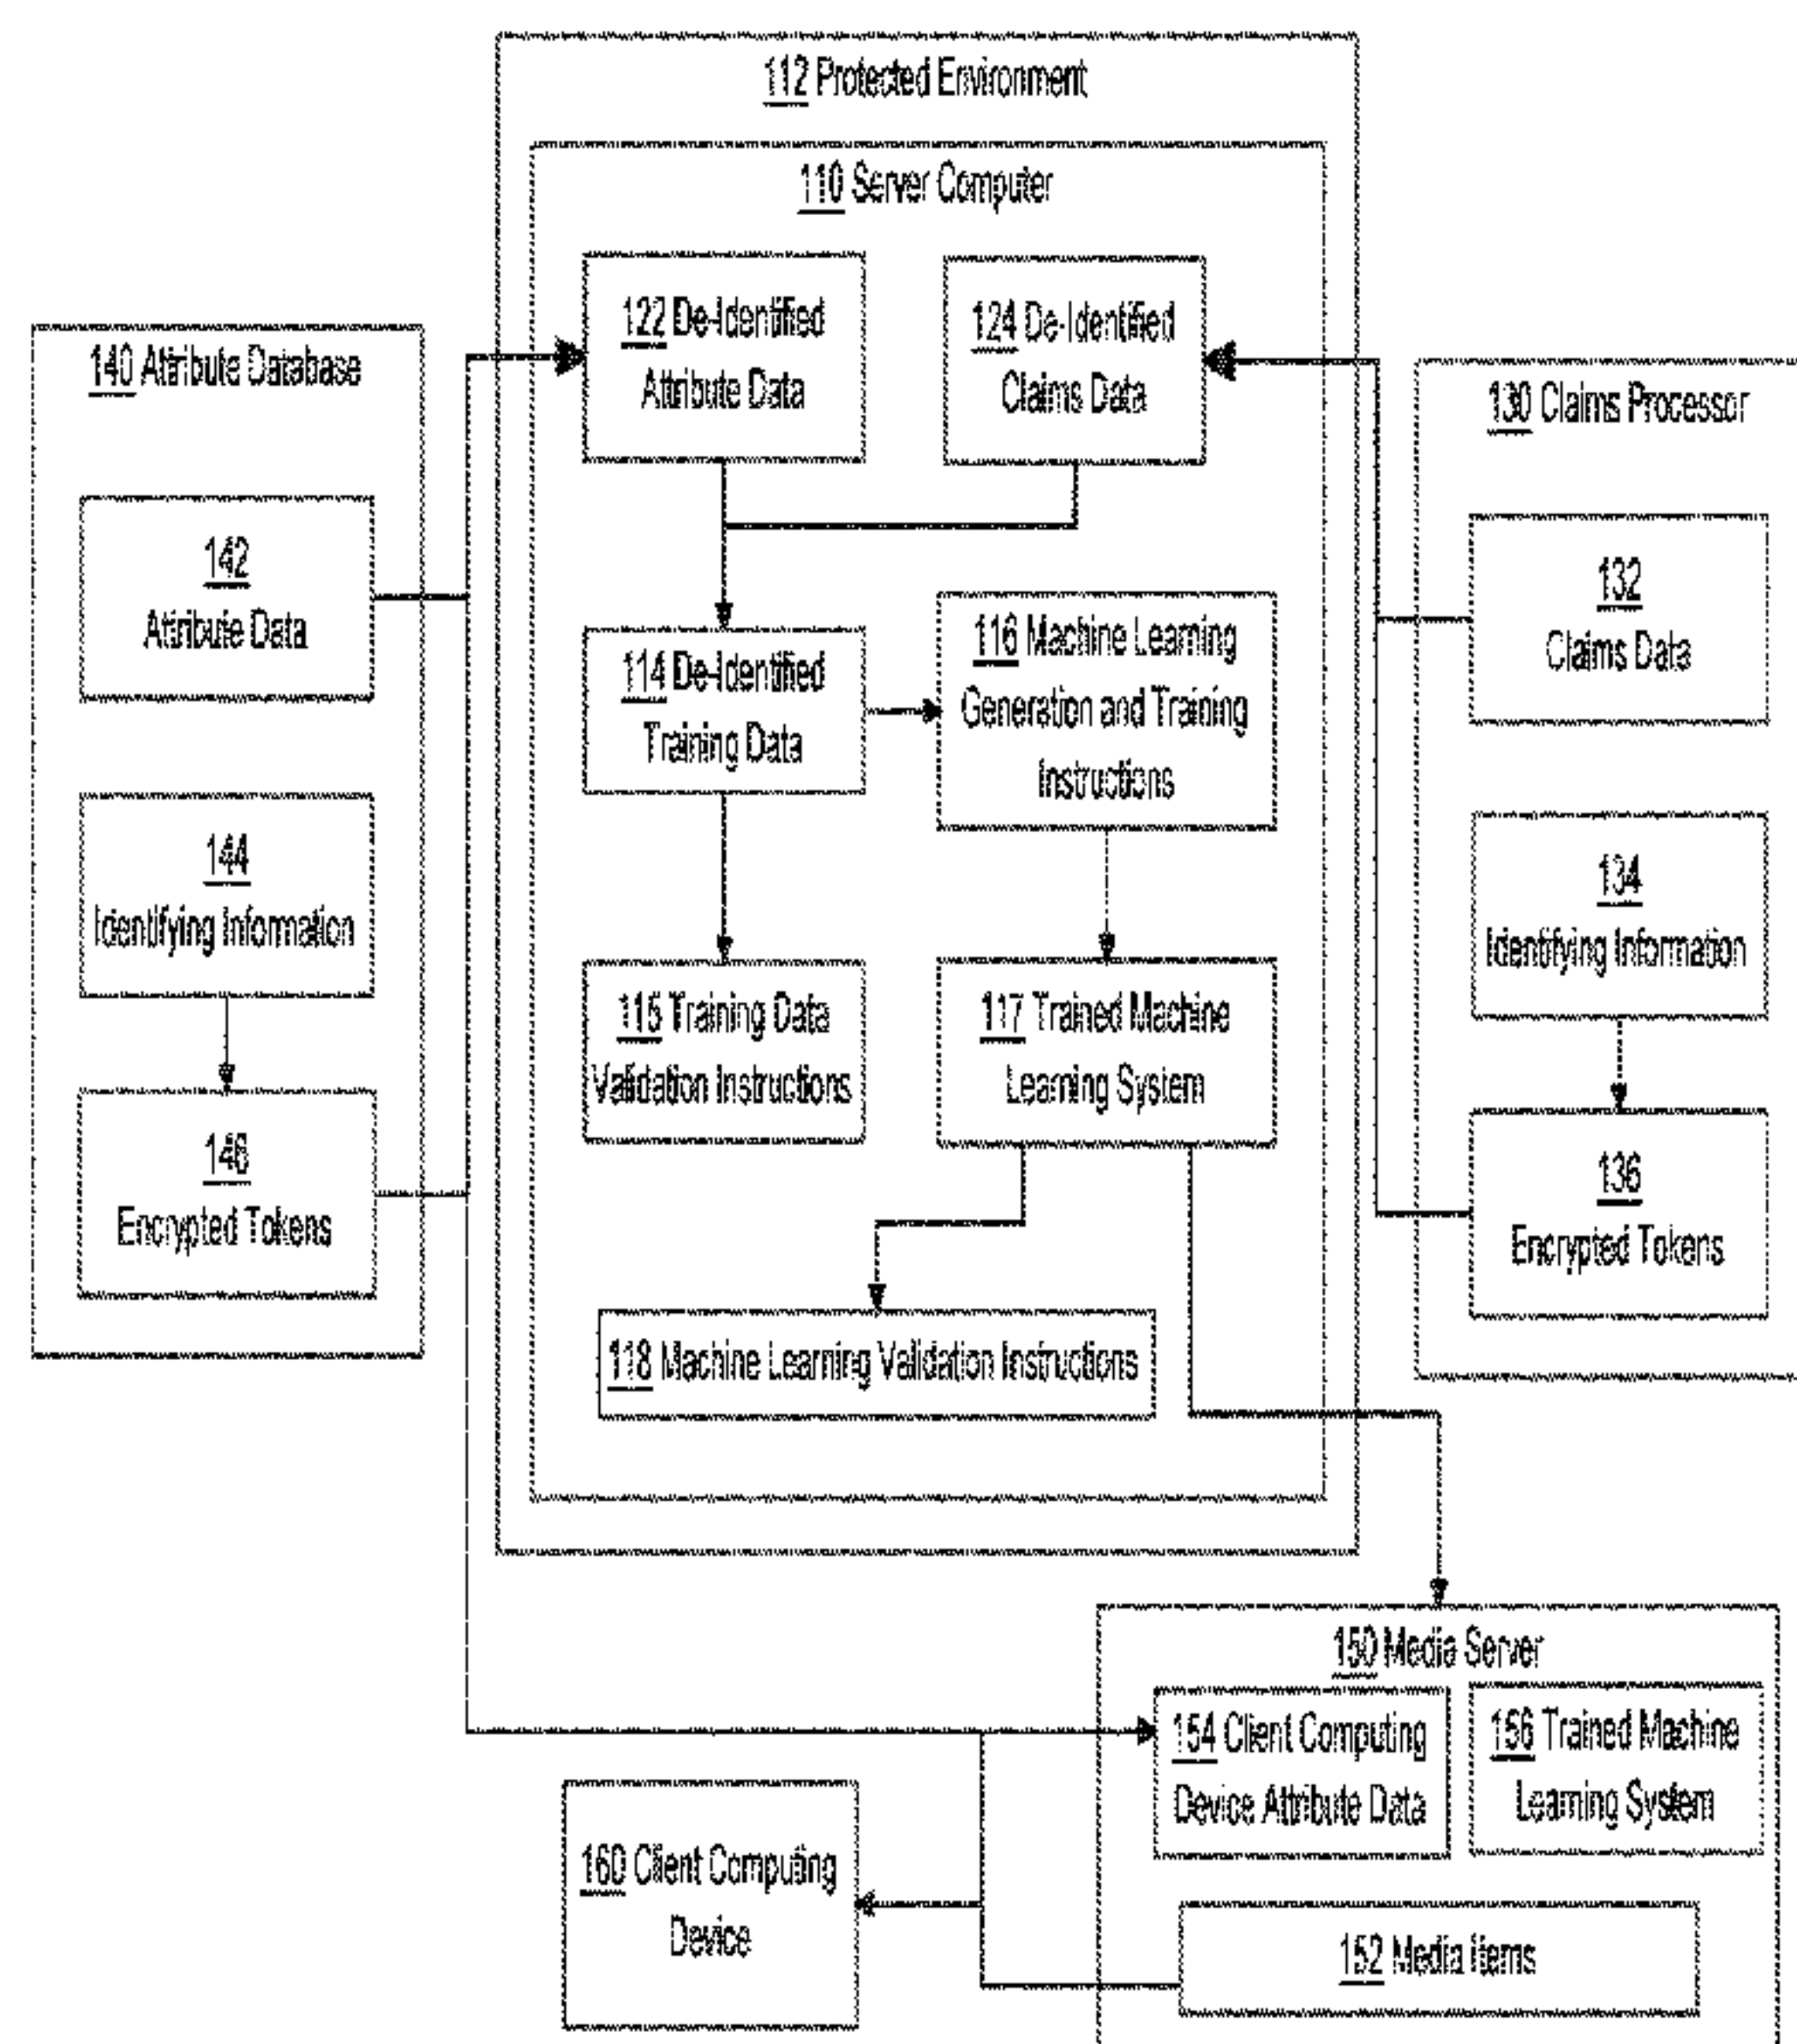 112 Protected Environment
110 Server Computer
122 De-Identified
Attribute Data
124 De-Identified
Claims Data
140 Attribute Database
142
Attribute Data
144
Identifying Information
146
Encrypted Tokens
130 Claims Processor
132
Claims Data
134
Identifying Information
136
Encrypted Tokens
114 De-Identified
Training Data
116 Machine Learning
Generation and Training
Instructions
115 Training Data
Validation Instructions
117 Trained Machine
Learning System
118 Machine Learning Validation Instructions
150 Media Server
154 Client Computing
Device Attribute Data
156 Trained Machine
Learning System
160 Client Computing
Device
152 Media Items